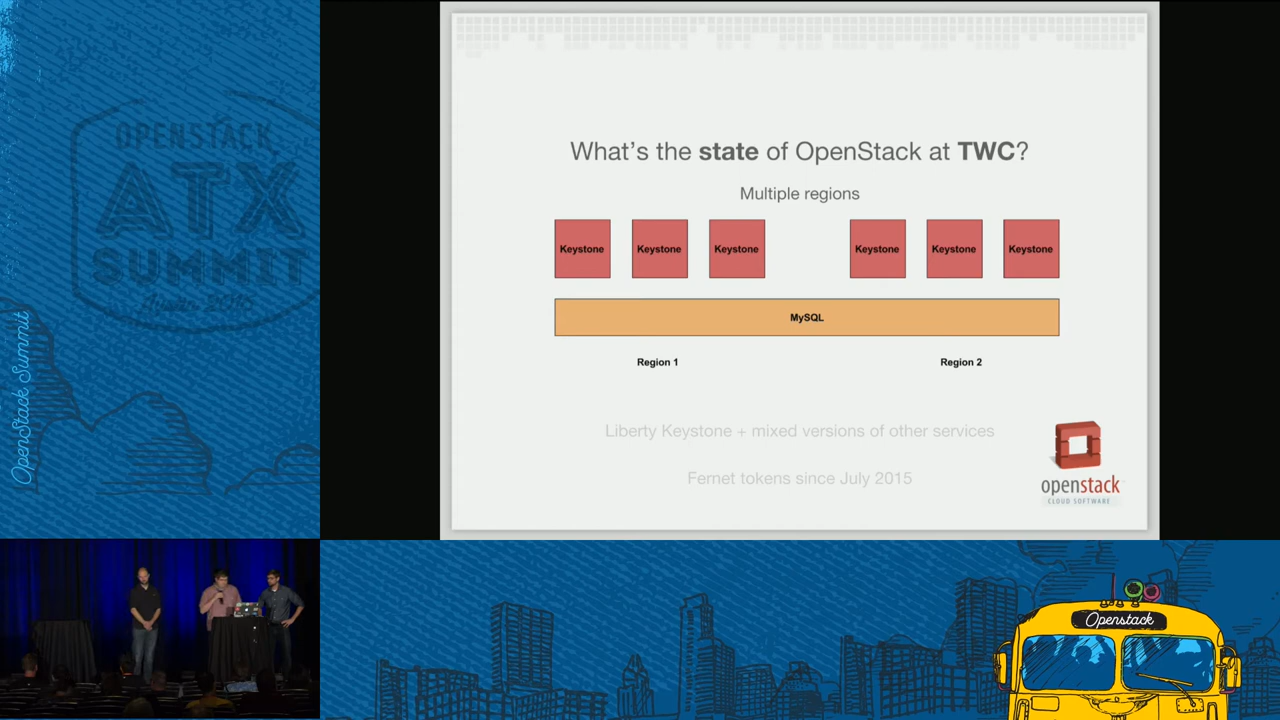 OPENSTACK
ATX
SUMMIT
Austin 2016
OpenStack Summit
What's the state of OpenStack at TWC?
Multiple regions
Keystone Keystone Keystone Keystone Keystone Keystone
MySQL
Region 1 Region 2
Liberty Keystone + mixed versions of other services
Fernet tokens since July 2015
openstack
CLOUD SOFTWARE
Openstack